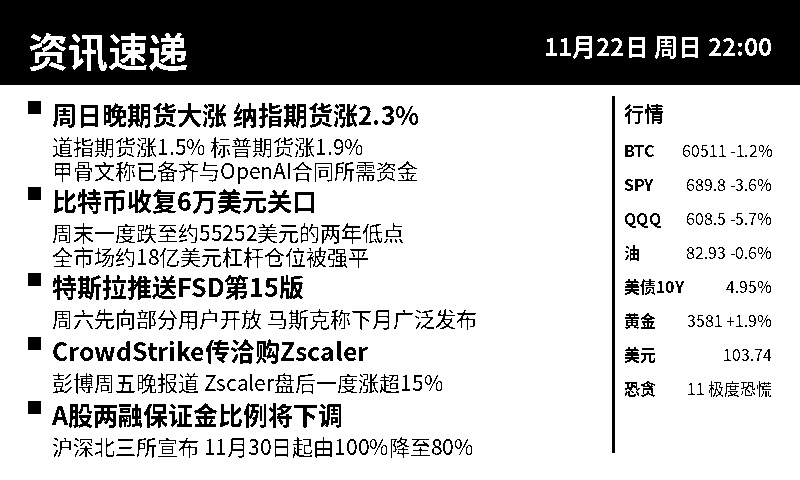 资讯速递
11月22日 周日 22:00
周日晚期货大涨 纳指期货涨2.3%
道指期货涨1.5% 标普期货涨1.9%
甲骨文称已备齐与OpenAI合同所需资金
比特币收复6万美元关口
周末一度跌至约55252美元的两年低点
全市场约18亿美元杠杆仓位被强平
特斯拉推送FSD第15版
周六先向部分用户开放 马斯克称下月广泛发布
CrowdStrike传洽购Zscaler
彭博周五晚报道 Zscaler盘后一度涨超15%
A股两融保证金比例将下调
沪深北三所宣布 11月30日起由100%降至80%
行情
BTC 60511 -1.2%
SPY 689.8 -3.6%
QQQ 608.5 -5.7%
油 82.93 -0.6%
美债10Y 4.95%
黄金 3581 +1.9%
美元 103.74
恐贪 11 极度恐慌